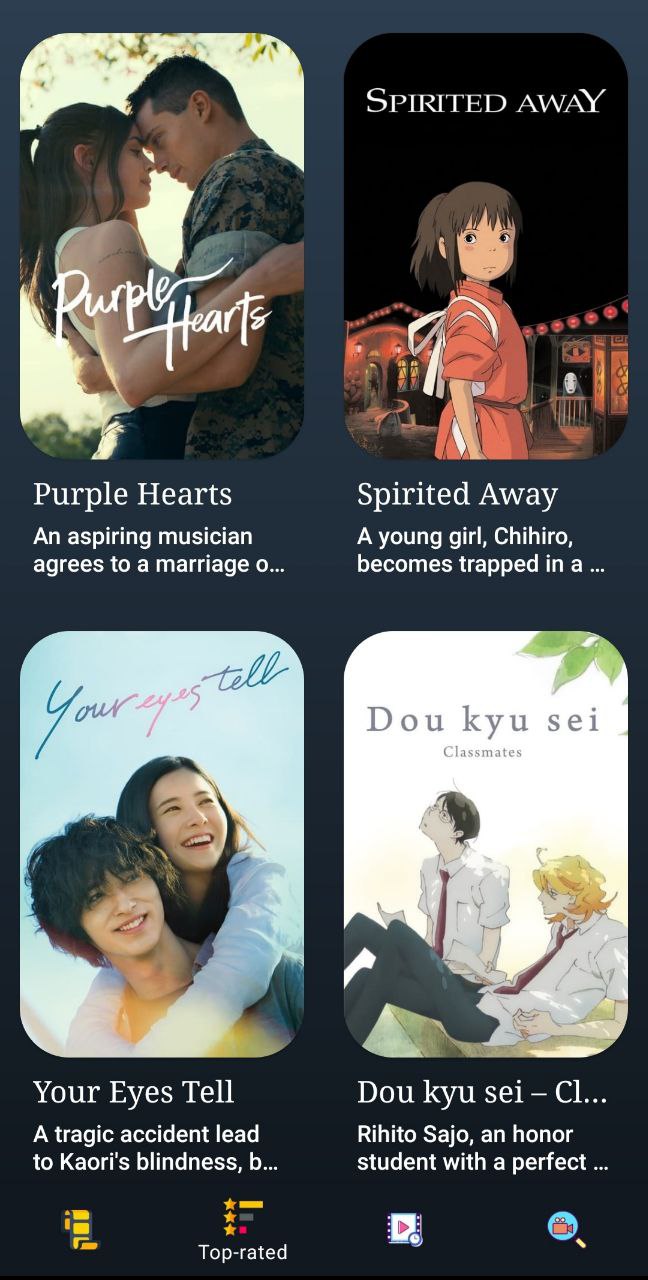 Purple
Hearts
SPIRITED AWAY
Purple Hearts
An aspiring musician
agrees to a marriage o...
Spirited Away
A young girl, Chihiro,
becomes trapped in a ...
Your eyes tell
Dou kyu sei
Classmates
Your Eyes Tell
A tragic accident lead
to Kaori's blindness, b...
Dou kyu sei – Cl...
Rihito Sajo, an honor
student with a perfect ...
Top-rated